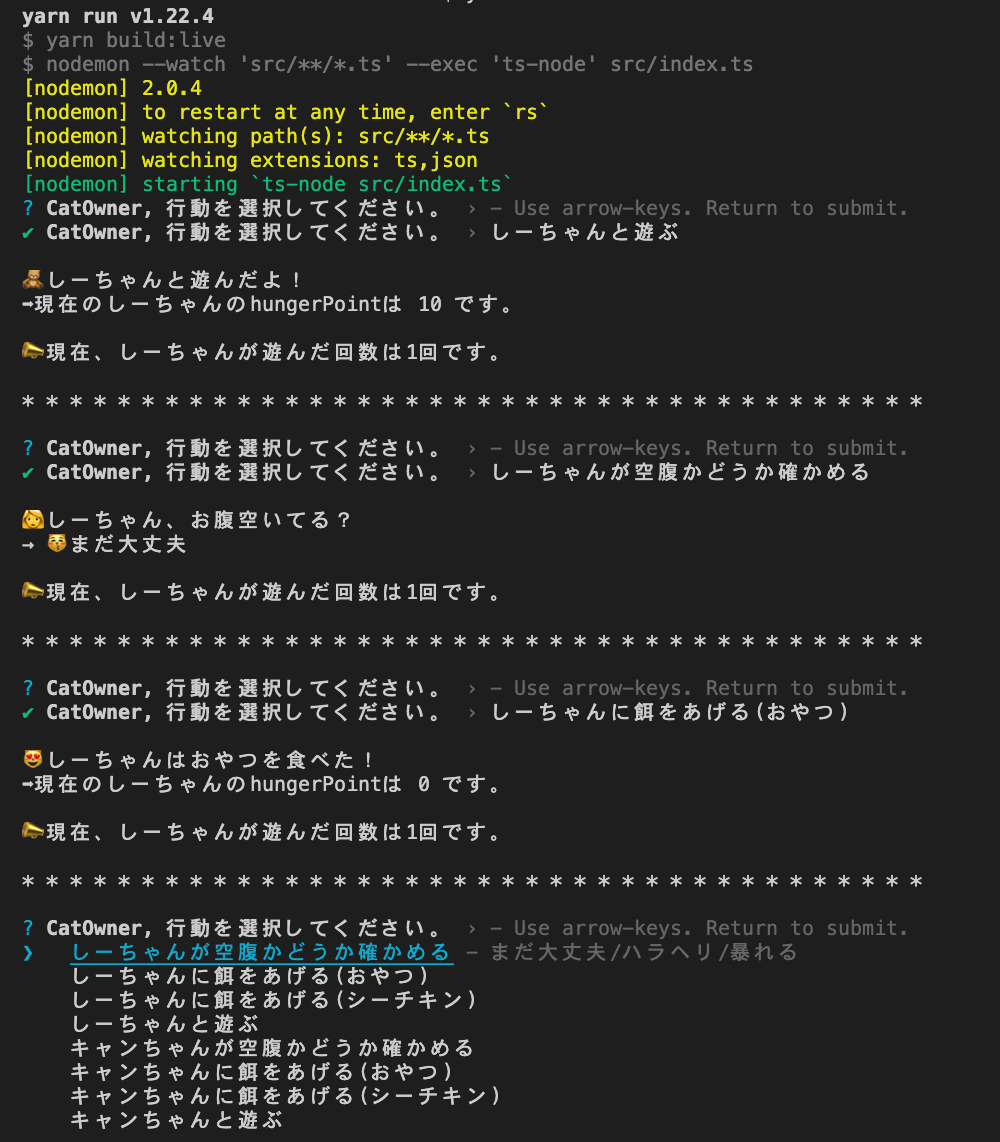 yarn run v1.22.4
$ yarn build:live
$ nodemon --watch 'src/**/*.ts' --exec 'ts-node' src/index.ts
[nodemon] 2.0.4
[nodemon] to restart at any time, enter `rs`
[nodemon] watching path(s): src/**/*.ts
[nodemon] watching extensions: ts,json
[nodemon] starting `ts-node src/index.ts`
? CatOwner, 行動を選択してください。 › - Use arrow-keys. Return to submit.
✔ CatOwner, 行動を選択してください。 › しーちゃんと遊ぶ
🧸しーちゃんと遊んだよ！
➡現在のしーちゃんのhungerPointは 10 です。
📣現在、しーちゃんが遊んだ回数は1回です。
* * * * * * * * * * * * * * * * * * * * * * * * * * * * * * * * * * * * * *
? CatOwner, 行動を選択してください。 › - Use arrow-keys. Return to submit.
✔ CatOwner, 行動を選択してください。 › しーちゃんが空腹かどうか確かめる
👩しーちゃん、お腹空いてる？
→ 😽まだ大丈夫
📣現在、しーちゃんが遊んだ回数は1回です。
* * * * * * * * * * * * * * * * * * * * * * * * * * * * * * * * * * * * * *
? CatOwner, 行動を選択してください。 › - Use arrow-keys. Return to submit.
✔ CatOwner, 行動を選択してください。 › しーちゃんに餌をあげる(おやつ)
😻しーちゃんはおやつを食べた！
➡現在のしーちゃんのhungerPointは 0 です。
📣現在、しーちゃんが遊んだ回数は1回です。
* * * * * * * * * * * * * * * * * * * * * * * * * * * * * * * * * * * * * *
? CatOwner, 行動を選択してください。 › - Use arrow-keys. Return to submit.
❯ しーちゃんが空腹かどうか確かめる - まだ大丈夫/ハラヘリ/暴れる
しーちゃんに餌をあげる(おやつ)
しーちゃんに餌をあげる(シーチキン)
しーちゃんと遊ぶ
キャンちゃんが空腹かどうか確かめる
キャンちゃんに餌をあげる(おやつ)
キャンちゃんに餌をあげる(シーチキン)
キャンちゃんと遊ぶ